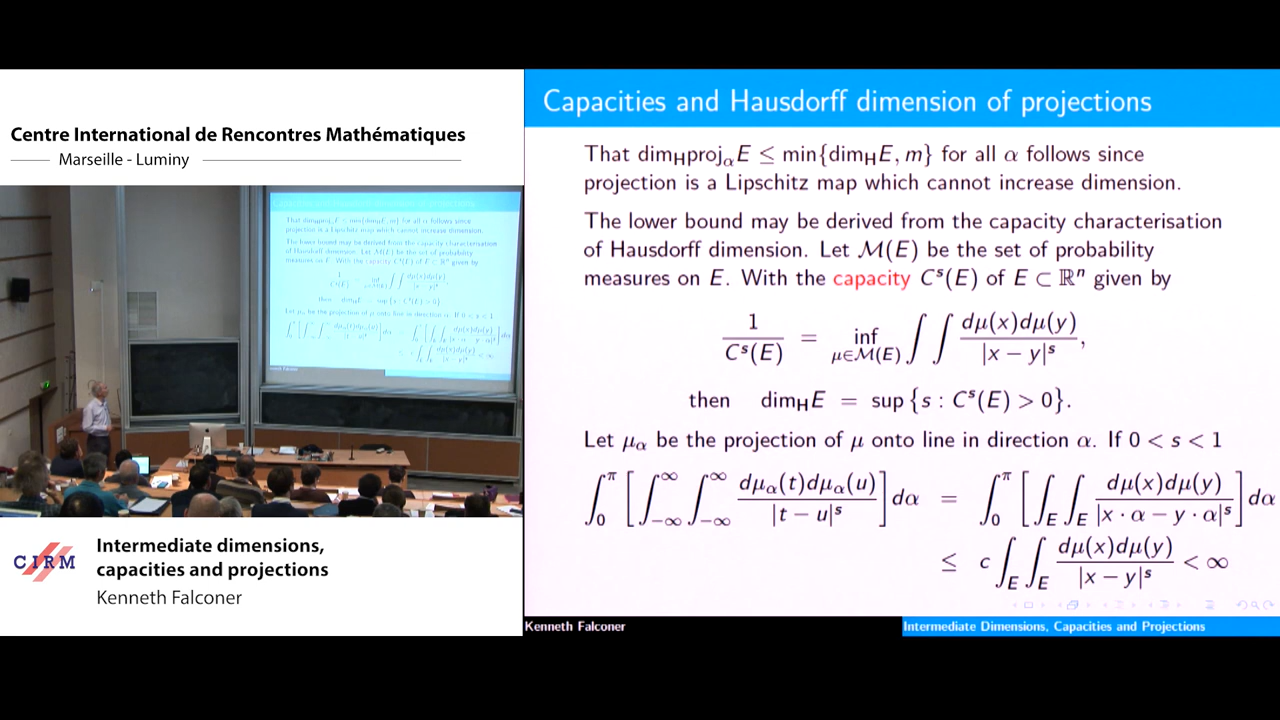 Centre International de Rencontres Mathématiques
Marseille - Luminy
CIRM
Intermediate dimensions,
capacities and projections
Kenneth Falconer
Capacities and Hausdorff dimension of projections
That dim_H proj_α E ≤ min{dim_H E, m} for all α follows since
projection is a Lipschitz map which cannot increase dimension.
The lower bound may be derived from the capacity characterisation
of Hausdorff dimension. Let M(E) be the set of probability
measures on E. With the capacity C^s(E) of E ⊂ ℝ^n given by
1/C^s(E) = inf_{μ∈M(E)} ∫ ∫ dμ(x)dμ(y)/|x − y|^s,
then dim_H E = sup {s : C^s(E) > 0}.
Let μ_α be the projection of μ onto line in direction α. If 0 < s < 1
∫_0^π [ ∫_{−∞}^∞ ∫_{−∞}^∞ dμ_α(t)dμ_α(u)/|t − u|^s ] dα = ∫_0^π [ ∫_E ∫_E dμ(x)dμ(y)/|x · α − y · α|^s ] dα
≤ c ∫_E ∫_E dμ(x)dμ(y)/|x − y|^s < ∞
Kenneth Falconer
Intermediate Dimensions, Capacities and Projections